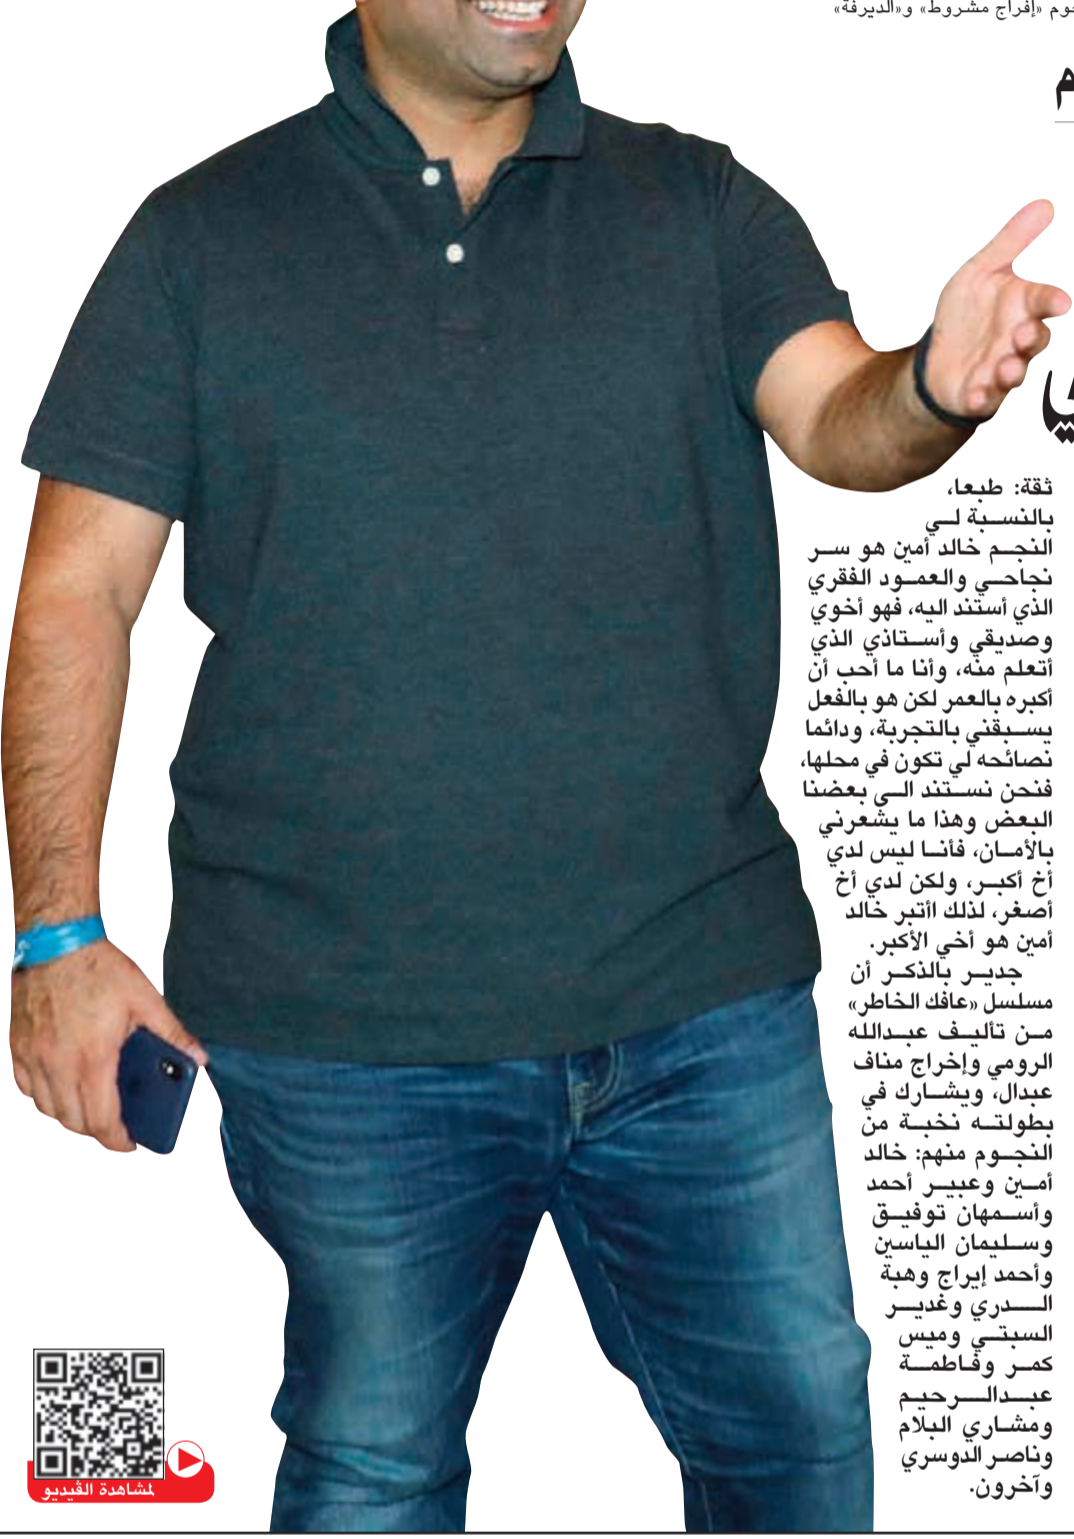 «إفراج مشروط» و«الديرفة»
ثقة: طبعا،
بالنسبة لي
النجم خالد أمين هو سر
نجاحي والعمود الفقري
الذي أستند اليه، فهو أخوي
وصديقي وأستاذي الذي
أتعلم منه، وأنا ما أحب أن
أكبره بالعمر لكن هو بالفعل
يسبقني بالتجربة، ودائما
نصائحه لي تكون في محلها،
فنحن نستند الى بعضنا
البعض وهذا ما يشعرني
بالأمان، فأنا ليس لدي
أخ أكبر، ولكن لدي أخ
أصغر، لذلك اأتبر خالد
أمين هو أخي الأكبر.
جدير بالذكر أن
مسلسل «عافك الخاطر»
من تأليف عبدالله
الرومي وإخراج مناف
عبدال، ويشارك في
بطولته نخبة من
النجوم منهم: خالد
أمين وعبير أحمد
وأسمهان توفيق
وسليمان الياسين
وأحمد إيراج وهبة
الدري وغدير
السبتي وميس
كمر وفاطمة
عبدالرحيم
ومشاري البلام
وناصر الدوسري
وآخرون.
لمشاهدة الڤيديو